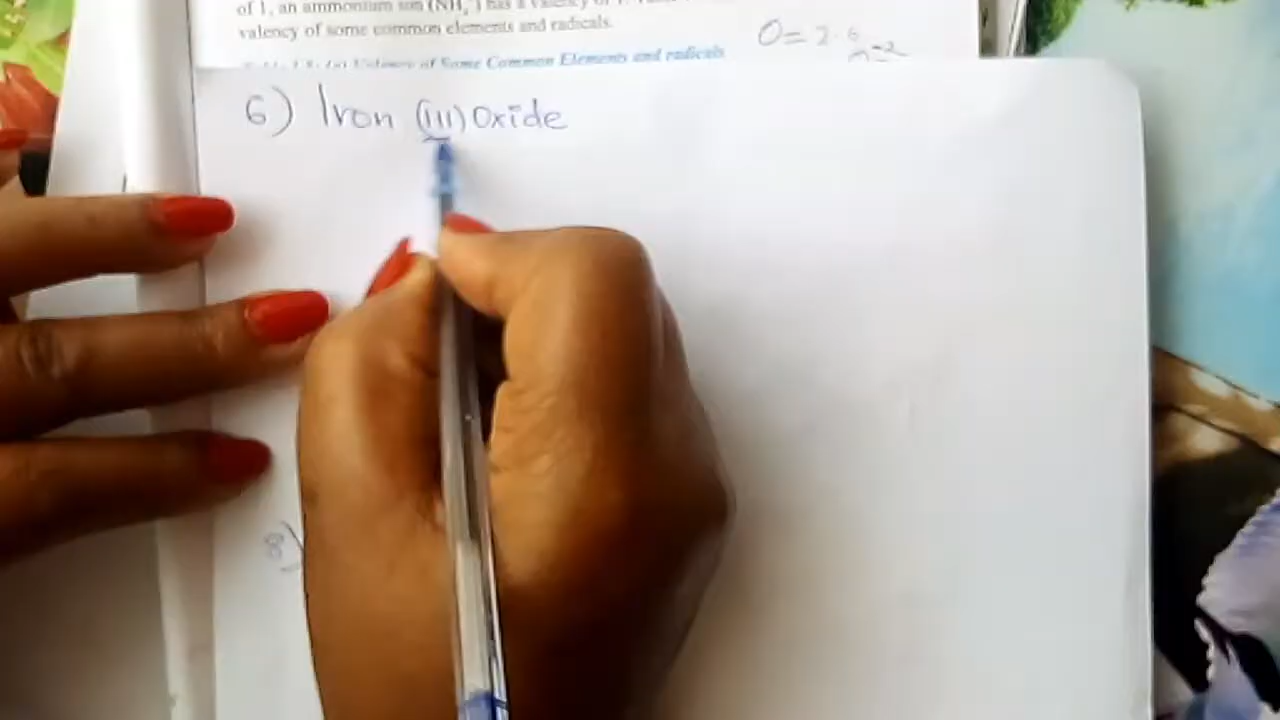 of 1, an ammonium ion (NH₄⁺) has a valency of 1.
valency of some common elements and radicals.
(a) Valency of Some Common Elements and radicals
O = 2.6
6) Iron (III) Oxide
8)